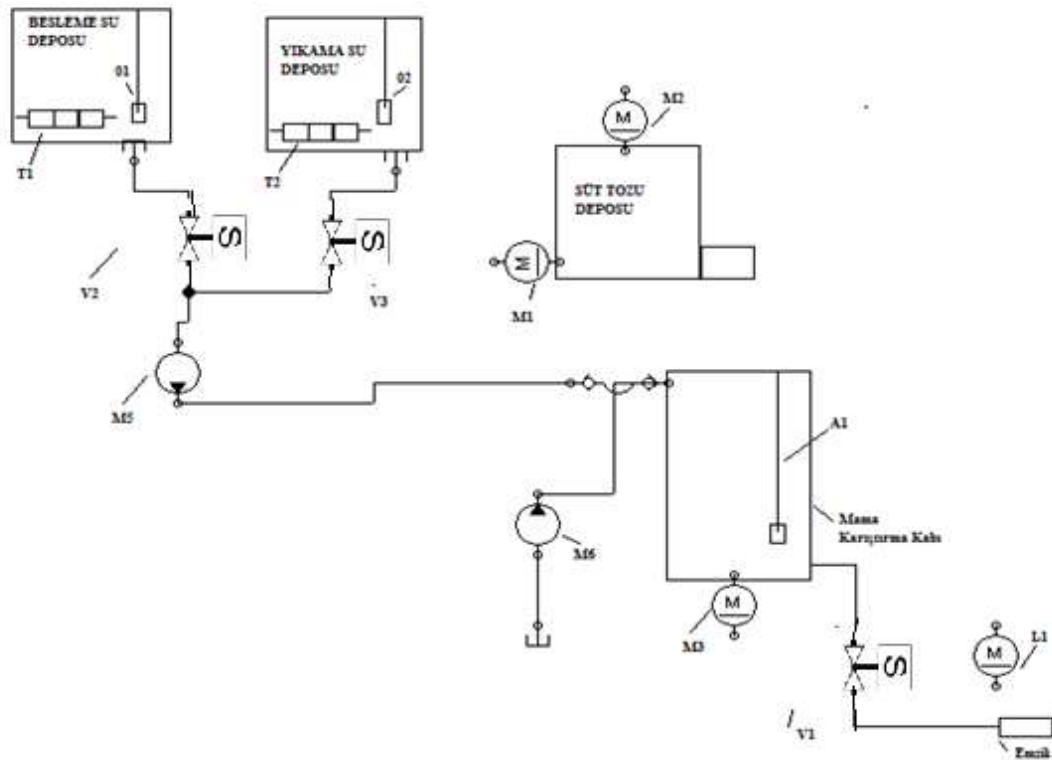 BESLEME SU
DEPOSU
01
T1
YIKAMA SU
DEPOSU
02
T2
M
M2
SÜT TOZU
DEPOSU
M
M1
S
V2
S
V3
M5
M6
A1
Mama
Karıştırma Kabı
M
M3
S
V1
M
L1
Emzik